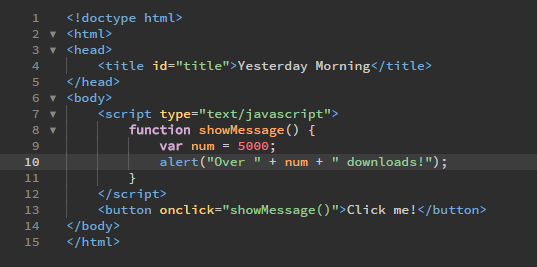 1 <!doctype html>
2 <html>
3 <head>
4 <title id="title">Yesterday Morning</title>
5 </head>
6 <body>
7 <script type="text/javascript">
8 function showMessage() {
9 var num = 5000;
10 alert("Over " + num + " downloads!");
11 }
12 </script>
13 <button onclick="showMessage()">Click me!</button>
14 </body>
15 </html>